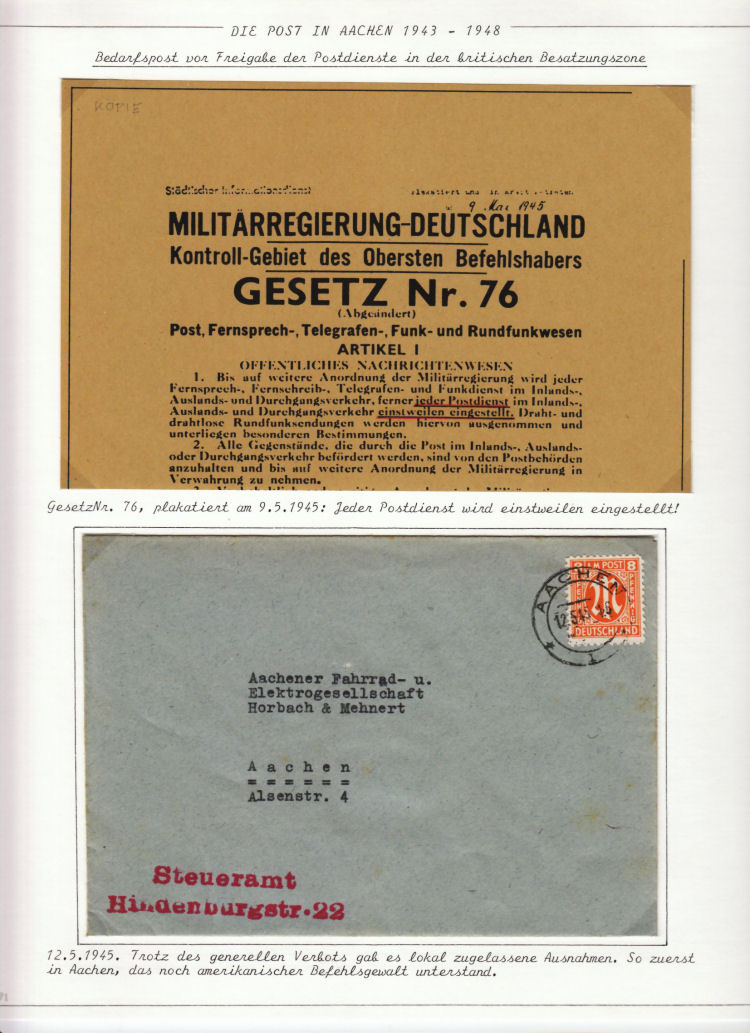 DIE POST IN AACHEN 1943 - 1948
Bedarfspost vor Freigabe der Postdienste in der britischen Besatzungszone
KOPIE
Städtischer
9. Mai 1945
MILITÄRREGIERUNG-DEUTSCHLAND
Kontroll-Gebiet des Obersten Befehlshabers
GESETZ Nr. 76
(Abgeändert)
Post, Fernsprech-, Telegrafen-, Funk- und Rundfunkwesen
ARTIKEL I
OFFENTLICHES NACHRICHTENWESEN
1. Bis auf weitere Anordnung der Militärregierung wird jeder
Fernsprech-, Fernschreib-, Telegrafen- und Funkdienst im Inlands-,
Auslands- und Durchgangsverkehr, ferner jeder Postdienst im Inlands-,
Auslands- und Durchgangsverkehr einstweilen eingestellt. Draht- und
drahtlose Rundfunksendungen werden hiervon ausgenommen und
unterliegen besonderen Bestimmungen.
2. Alle Gegenstände, die durch die Post im Inlands-, Auslands-
oder Durchgangsverkehr befördert werden, sind von den Postbehörden
anzuhalten und bis auf weitere Anordnung der Militärregierung in
Verwahrung zu nehmen.
GesetzNr. 76, plakatiert am 9.5.1945: Jeder Postdienst wird einstweilen eingestellt!
8 AM POST 8
PFENNIG
DEUTSCHLAND
AACHEN
12.5.45
1
Aachener Fahrrad- u.
Elektrogesellschaft
Horbach & Mehnert
A a c h e n
= = = = = =
Alsenstr. 4
Steueramt
Hindenburgstr.22
12.5.1945. Trotz des generellen Verbots gab es lokal zugelassene Ausnahmen. So zuerst
in Aachen, das noch amerikanischer Befehlsgewalt unterstand.